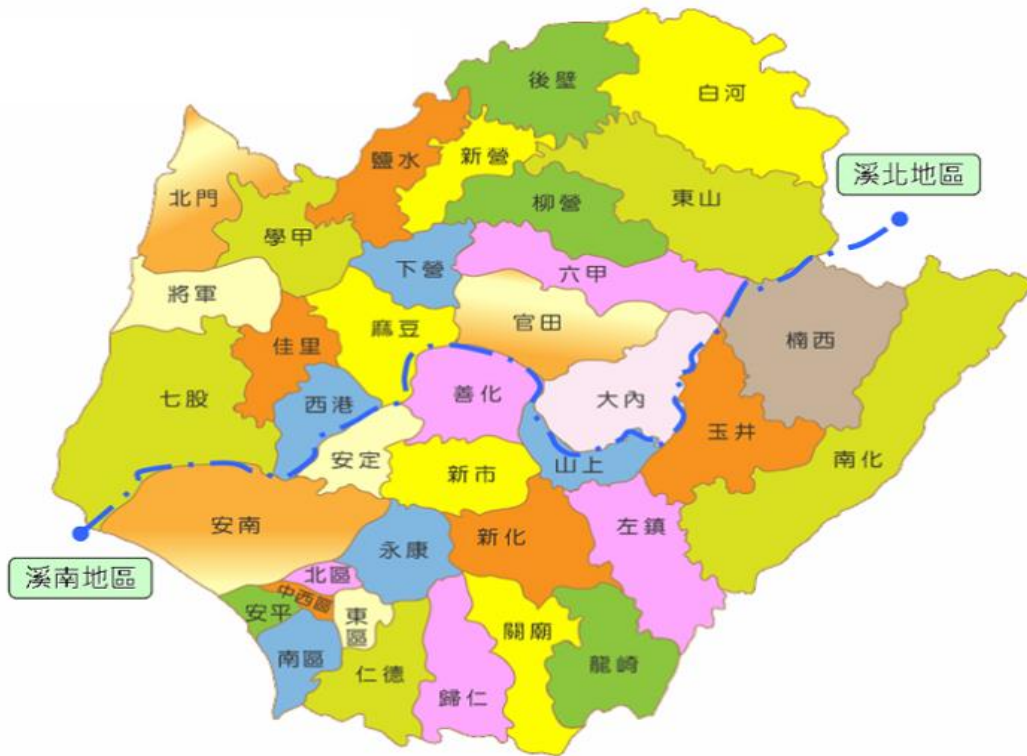 後壁
白河
鹽水
新營
溪北地區
北門
柳營
東山
學甲
下營
六甲
將軍
官田
麻豆
楠西
佳里
七股
西港
善化
大內
玉井
安定
新市
山上
南化
安南
新化
左鎮
永康
溪南地區
北區
中西區
安平
東區
關廟
南區
仁德
龍崎
歸仁